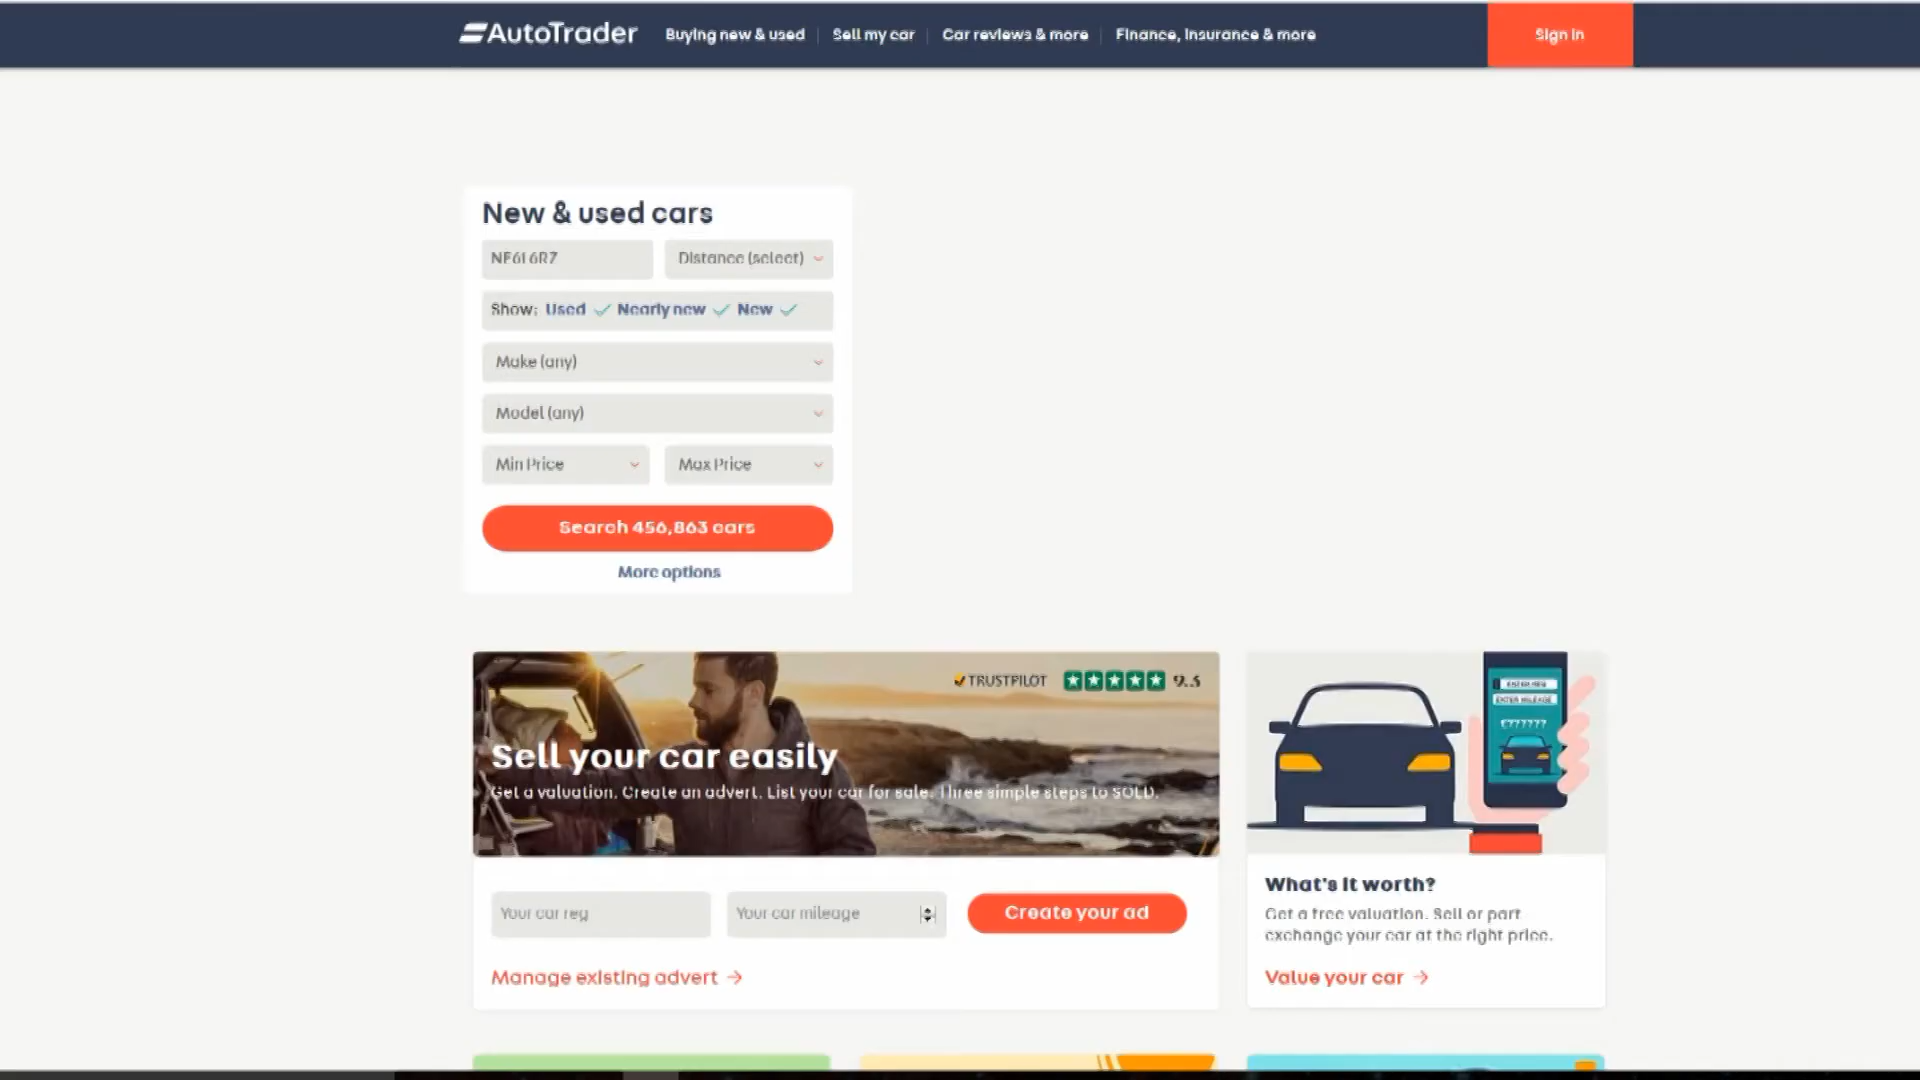 AutoTrader
Buying new & used
Sell my car
Car reviews & more
Finance, insurance & more
Sign in
New & used cars
Distance (select)
Show: Used Nearly new New
Make (any)
Model (any)
Min Price
Max Price
Search 456,863 cars
More options
TRUSTPILOT
Sell your car easily
Get a valuation. Create an advert. List your car for sale. Three simple steps to SOLD.
ENTER MILEAGE
£??????
Your car reg
Your car mileage
Create your ad
Manage existing advert
What's it worth?
Get a free valuation. Sell or part
exchange your car at the right price.
Value your car